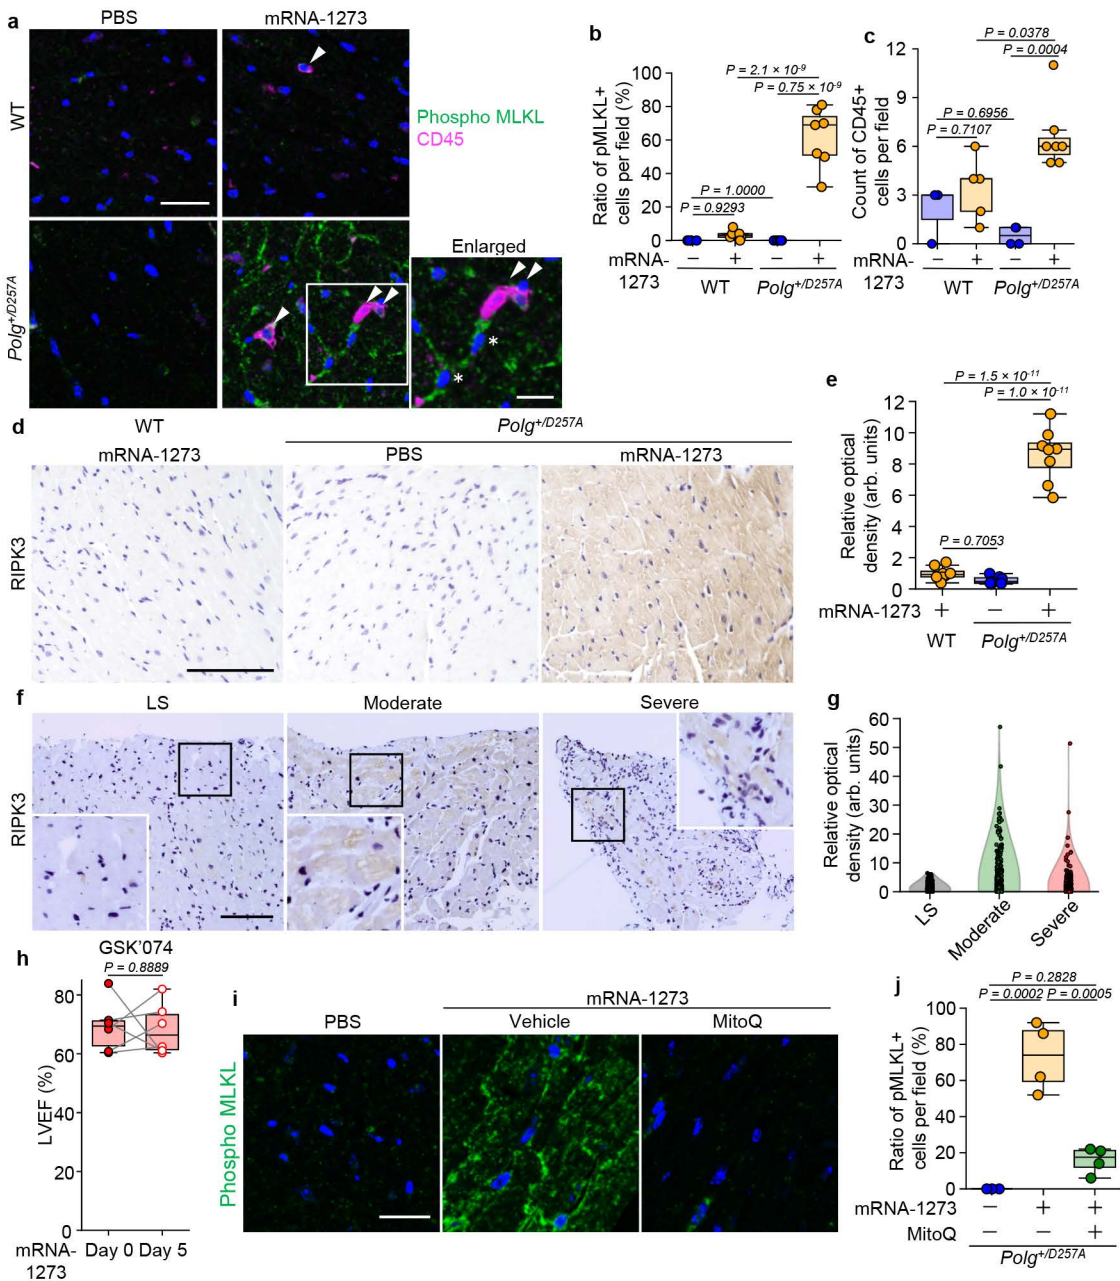 a
PBS
mRNA-1273
WT
Polg+/D257A
Phospho MLKL
CD45
Enlarged
*
*
b
Ratio of pMLKL+
cells per field (%)
100
80
60
40
20
0
P = 2.1 × 10-9
P = 0.75 × 10-9
P = 1.0000
P = 0.9293
mRNA-
1273
− + − +
WT Polg+/D257A
c
Count of CD45+
cells per field
12
9
6
3
0
P = 0.0378
P = 0.0004
P = 0.6956
P = 0.7107
mRNA-
1273
− + − +
WT Polg+/D257A
d
WT
Polg+/D257A
mRNA-1273
PBS
mRNA-1273
RIPK3
e
Relative optical
density (arb. units)
12
10
8
6
4
2
0
P = 1.5 × 10-11
P = 1.0 × 10-11
P = 0.7053
mRNA-1273 + − +
WT Polg+/D257A
f
LS
Moderate
Severe
RIPK3
g
Relative optical
density (arb. units)
60
50
40
30
20
10
0
LS
Moderate
Severe
h
GSK'074
P = 0.8889
LVEF (%)
80
60
40
20
0
mRNA-
1273
Day 0 Day 5
i
mRNA-1273
PBS
Vehicle
MitoQ
Phospho MLKL
j
P = 0.2828
P = 0.0002 P = 0.0005
Ratio of pMLKL+
cells per field (%)
100
80
60
40
20
0
mRNA-1273 − + +
MitoQ − − +
Polg+/D257A